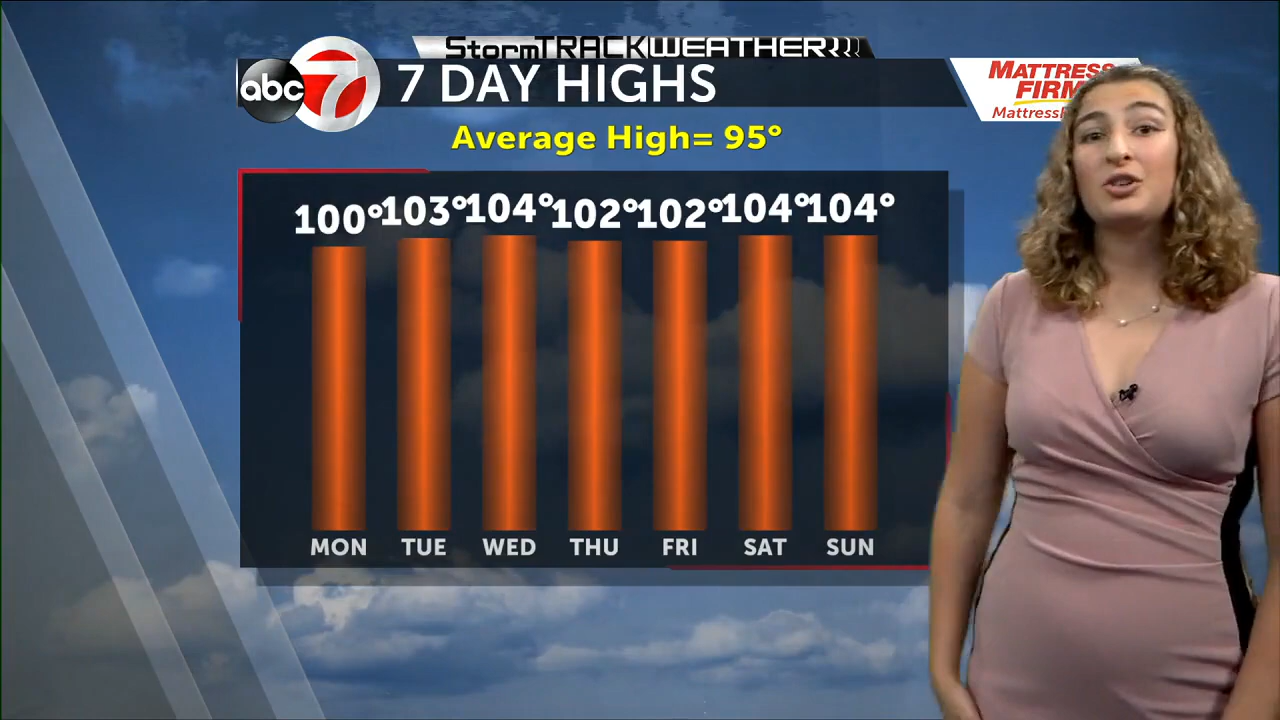 StormTRACKWEATHER
abc 7
7 DAY HIGHS
MATTRESS
FIRM
Average High= 95°
100° 103° 104° 102° 102° 104° 104°
MON TUE WED THU FRI SAT SUN